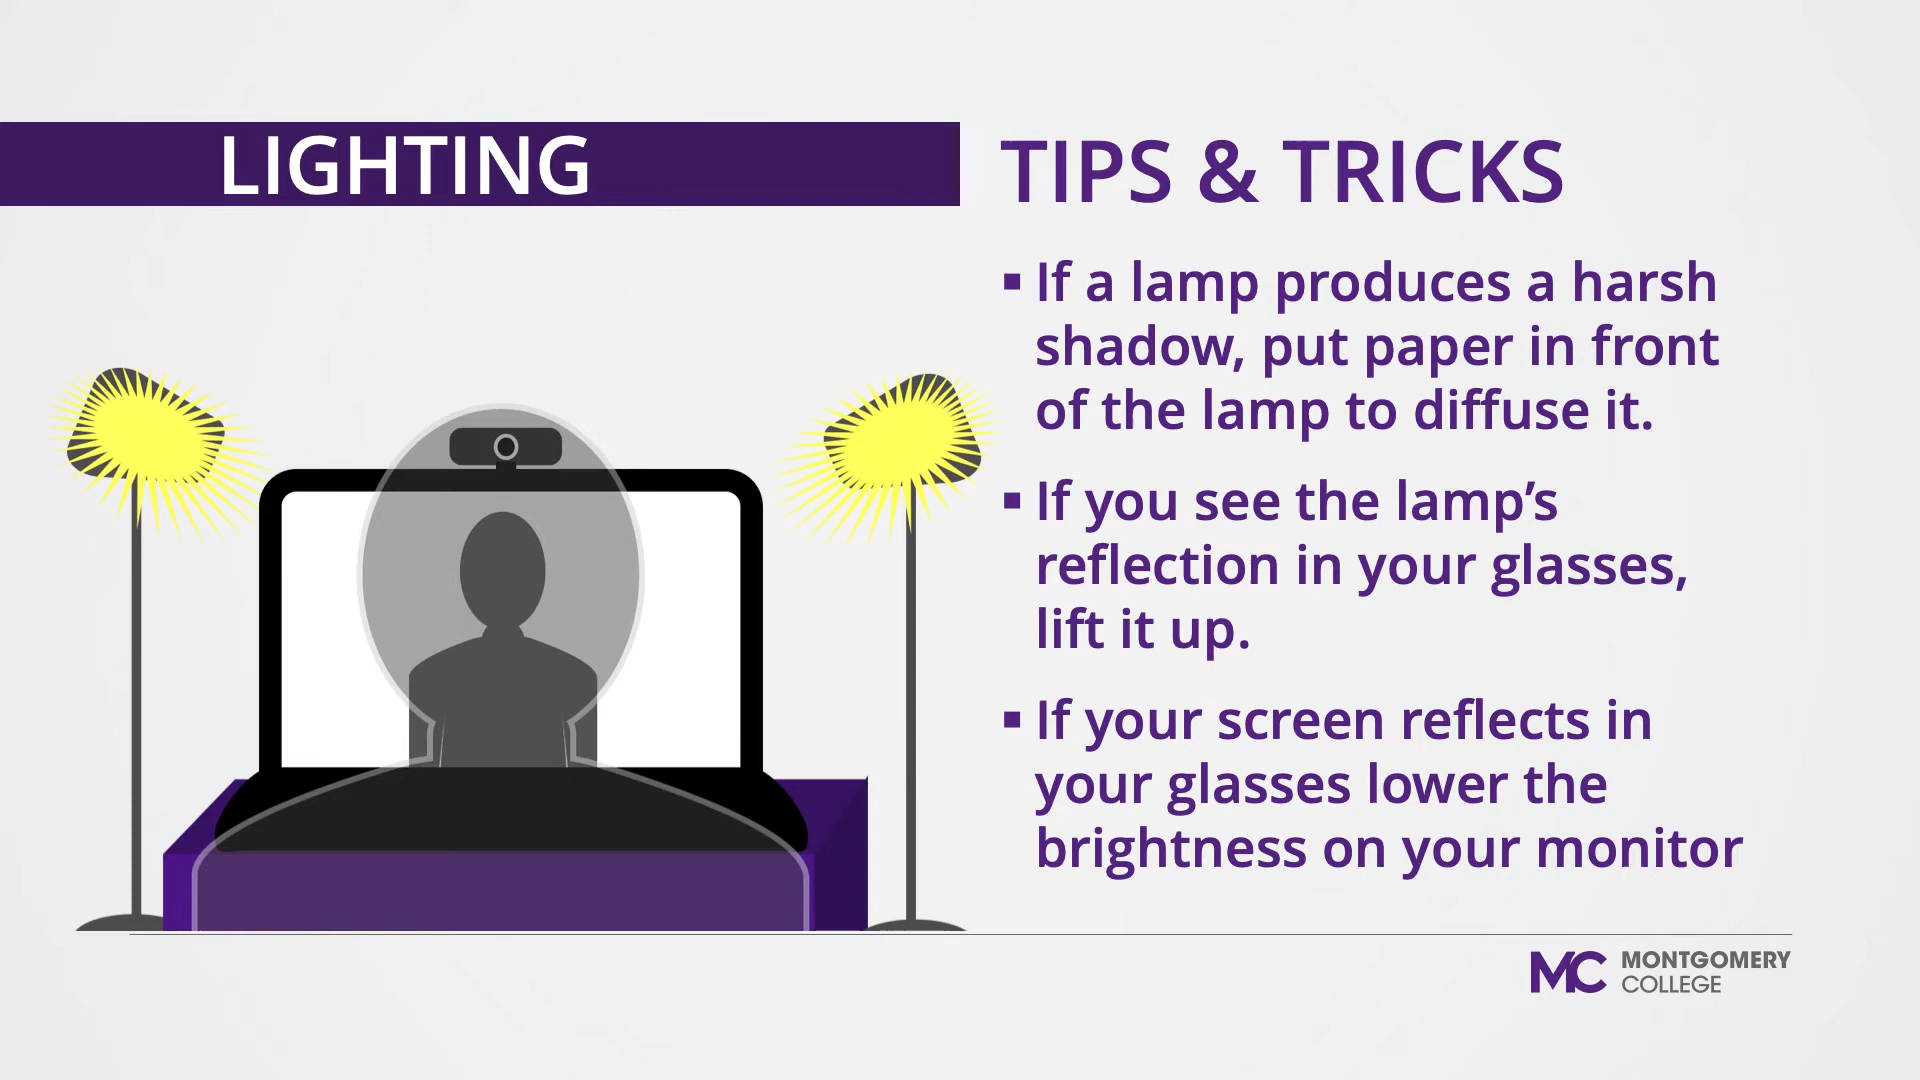 LIGHTING
TIPS & TRICKS
▪ If a lamp produces a harsh
shadow, put paper in front
of the lamp to diffuse it.
▪ If you see the lamp’s
reflection in your glasses,
lift it up.
▪ If your screen reflects in
your glasses lower the
brightness on your monitor
MC MONTGOMERY
COLLEGE